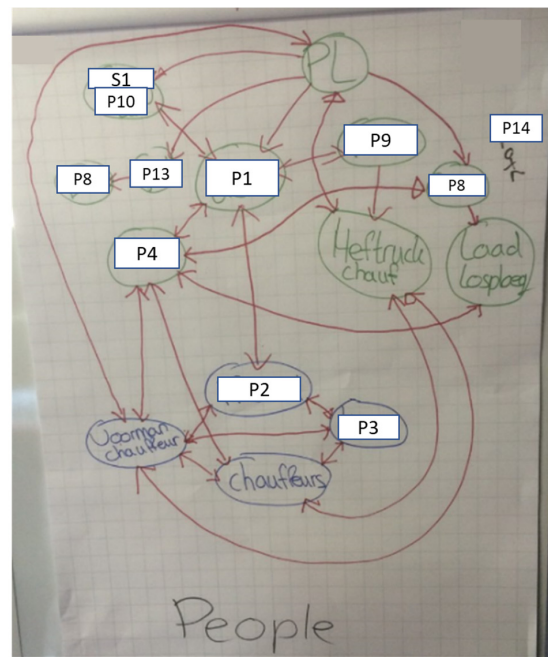 PL
S1
P10
P14
P9
P8
P13
P1
P8
Heftruck
chauf
Laad
Losploeg
P4
P2
P3
Voorman
chauffeur
chauffeurs
People